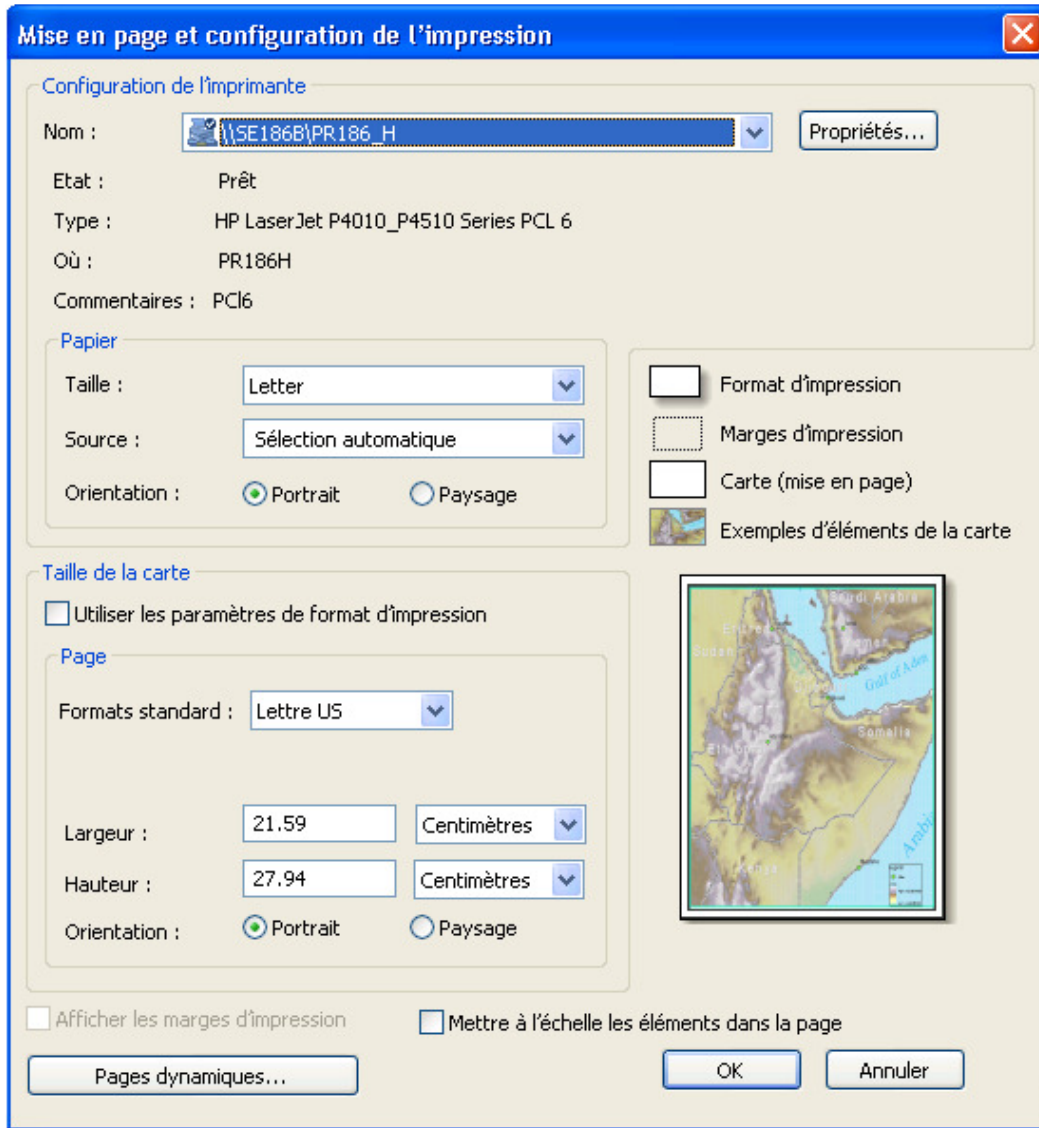 Mise en page et configuration de l'impression
Configuration de l'imprimante
Nom : \\SE186B\PR186_H Propriétés...
Etat : Prêt
Type : HP LaserJet P4010_P4510 Series PCL 6
Où : PR186H
Commentaires : PCl6
Papier
Taille : Letter
Source : Sélection automatique
Orientation : Portrait Paysage
Format d'impression
Marges d'impression
Carte (mise en page)
Exemples d'éléments de la carte
Taille de la carte
Utiliser les paramètres de format d'impression
Page
Formats standard : Lettre US
Largeur : 21.59 Centimètres
Hauteur : 27.94 Centimètres
Orientation : Portrait Paysage
Saudi Arabia
Eritrea
Sudan
Yemen
Gulf of Aden
Somalia
Ethiopia
Kenya
Afficher les marges d'impression
Mettre à l'échelle les éléments dans la page
Pages dynamiques...
OK
Annuler